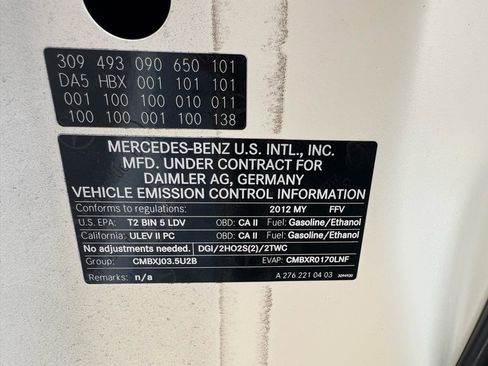 309 493 090 650 101
DA5 HBX 001 101 101
001 100 100 010 011
100 100 001 100 138
MERCEDES-BENZ U.S. INTL., INC.
MFD. UNDER CONTRACT FOR
DAIMLER AG, GERMANY
VEHICLE EMISSION CONTROL INFORMATION
Conforms to regulations: 2012 MY FFV
U.S. EPA: T2 BIN 5 LDV OBD: CA II Fuel: Gasoline/Ethanol
California: ULEV II PC OBD: CA II Fuel: Gasoline/Ethanol
No adjustments needed. DGI/2HO2S(2)/2TWC
Group: CMBXJ03.5U2B EVAP: CMBXR0170LNF
Remarks: n/a A 276 221 04 03